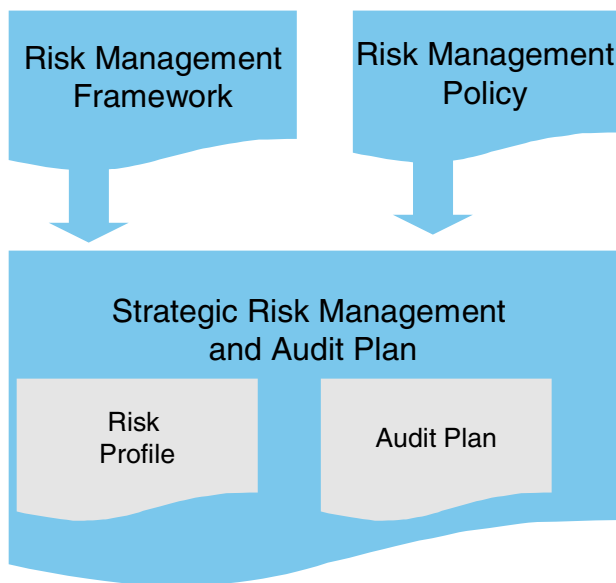 Risk Management
Framework
Risk Management
Policy
Strategic Risk Management
and Audit Plan
Risk
Profile
Audit Plan